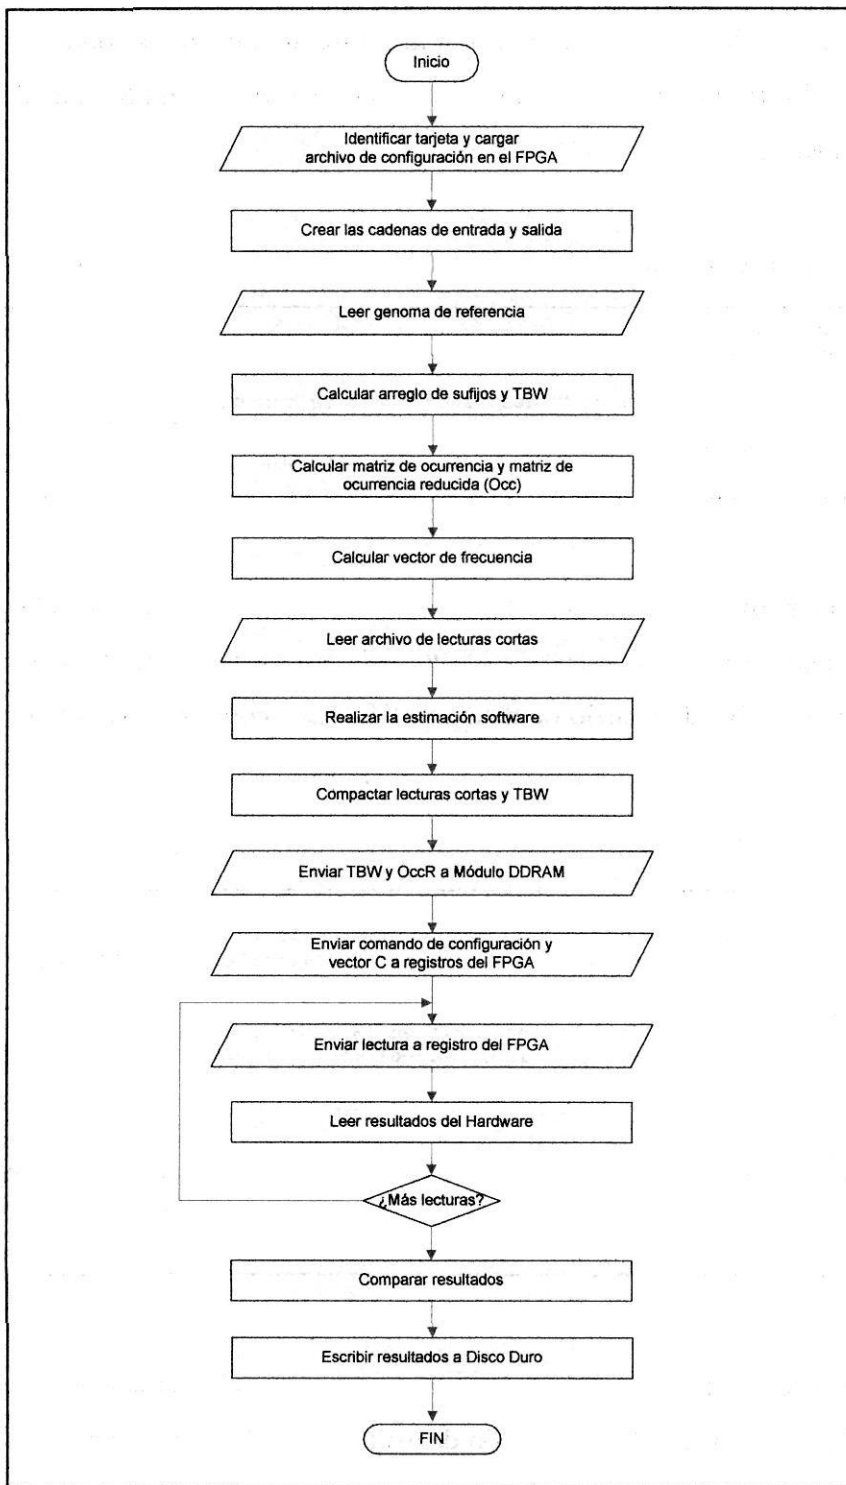 Inicio
Identificar tarjeta y cargar
archivo de configuración en el FPGA
Crear las cadenas de entrada y salida
Leer genoma de referencia
Calcular arreglo de sufijos y TBW
Calcular matriz de ocurrencia y matriz de
ocurrencia reducida (Occ)
Calcular vector de frecuencia
Leer archivo de lecturas cortas
Realizar la estimación software
Compactar lecturas cortas y TBW
Enviar TBW y OccR a Módulo DDRAM
Enviar comando de configuración y
vector C a registros del FPGA
Enviar lectura a registro del FPGA
Leer resultados del Hardware
¿Más lecturas?
Comparar resultados
Escribir resultados a Disco Duro
FIN